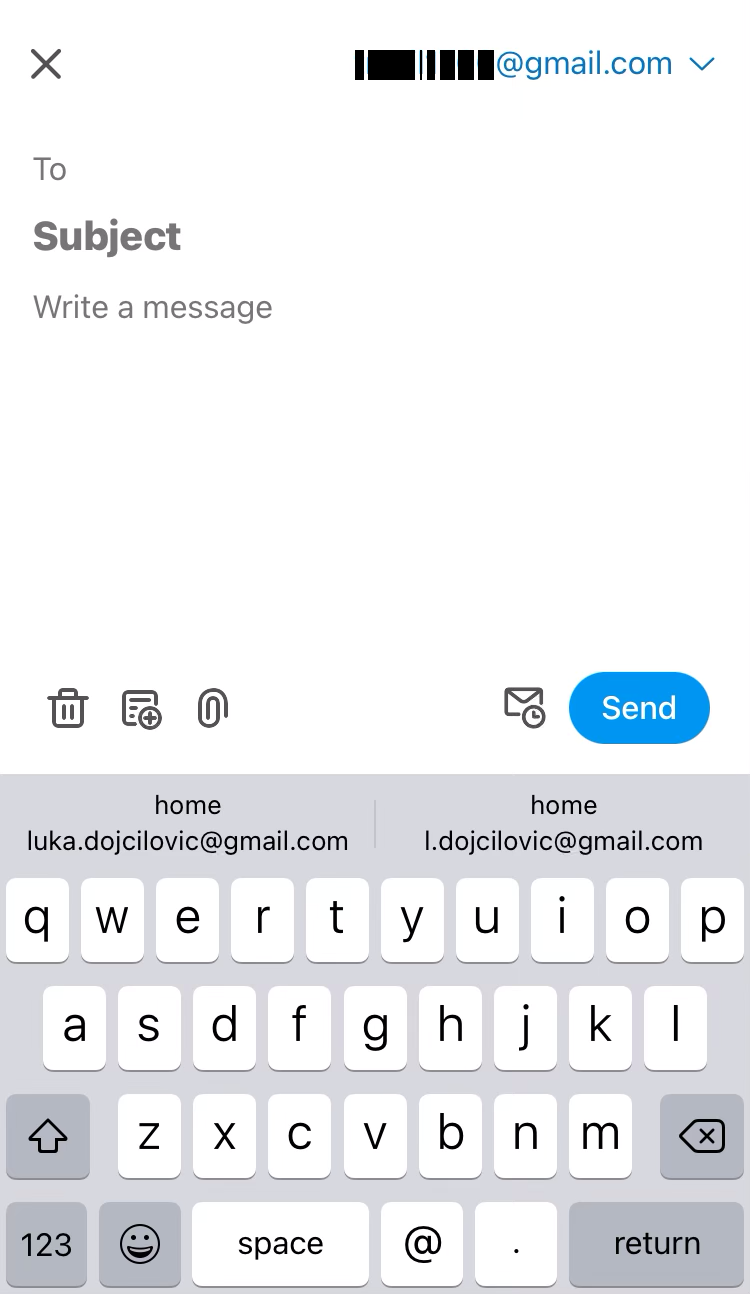 @gmail.com
To
Subject
Write a message
Send
home
luka.dojcilovic@gmail.com
home
l.dojcilovic@gmail.com
q w e r t y u i o p
a s d f g h j k l
z x c v b n m
123 space @ . return